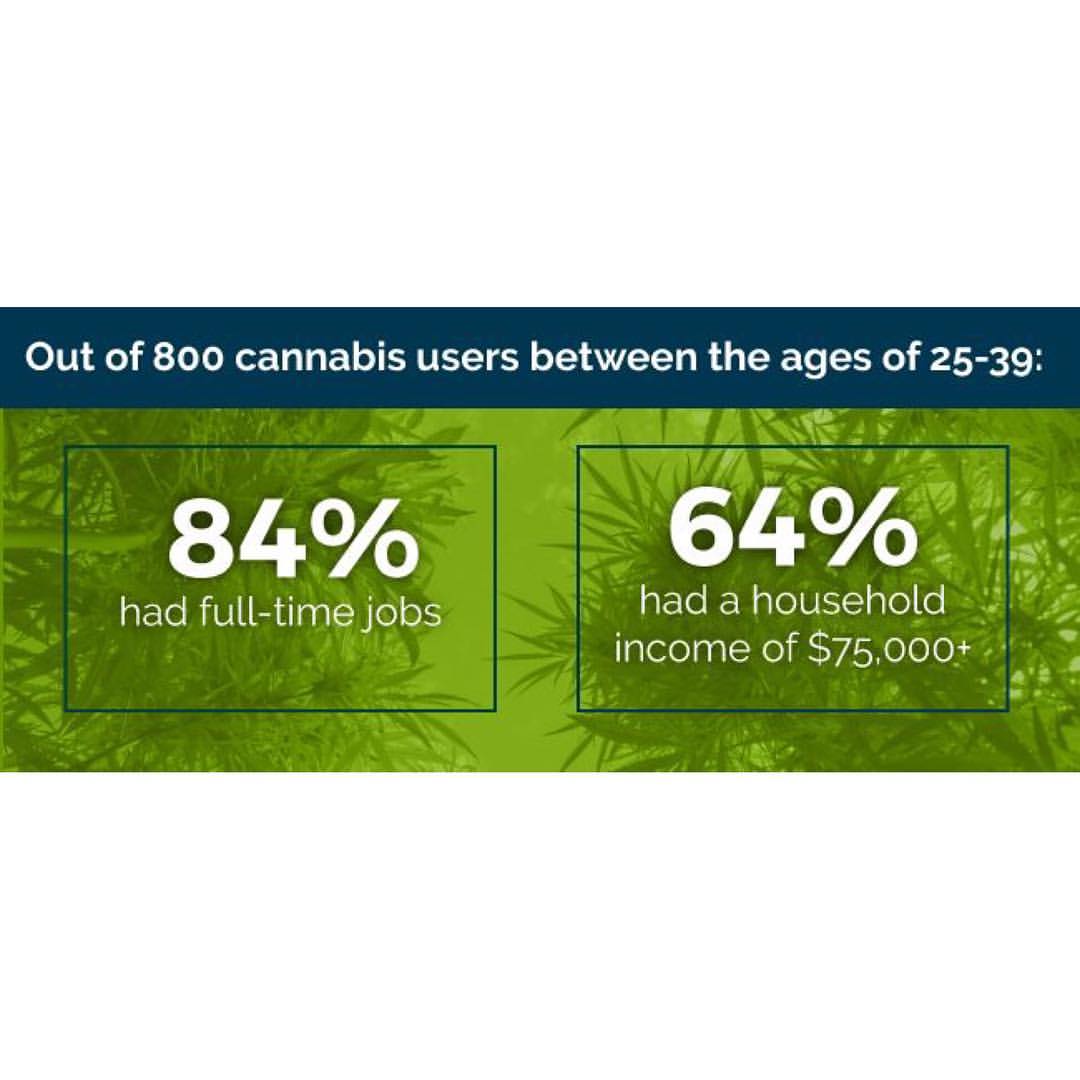 Out of 800 cannabis users between the ages of 25-39:
84%
had full-time jobs
64%
had a household
income of $75,000+